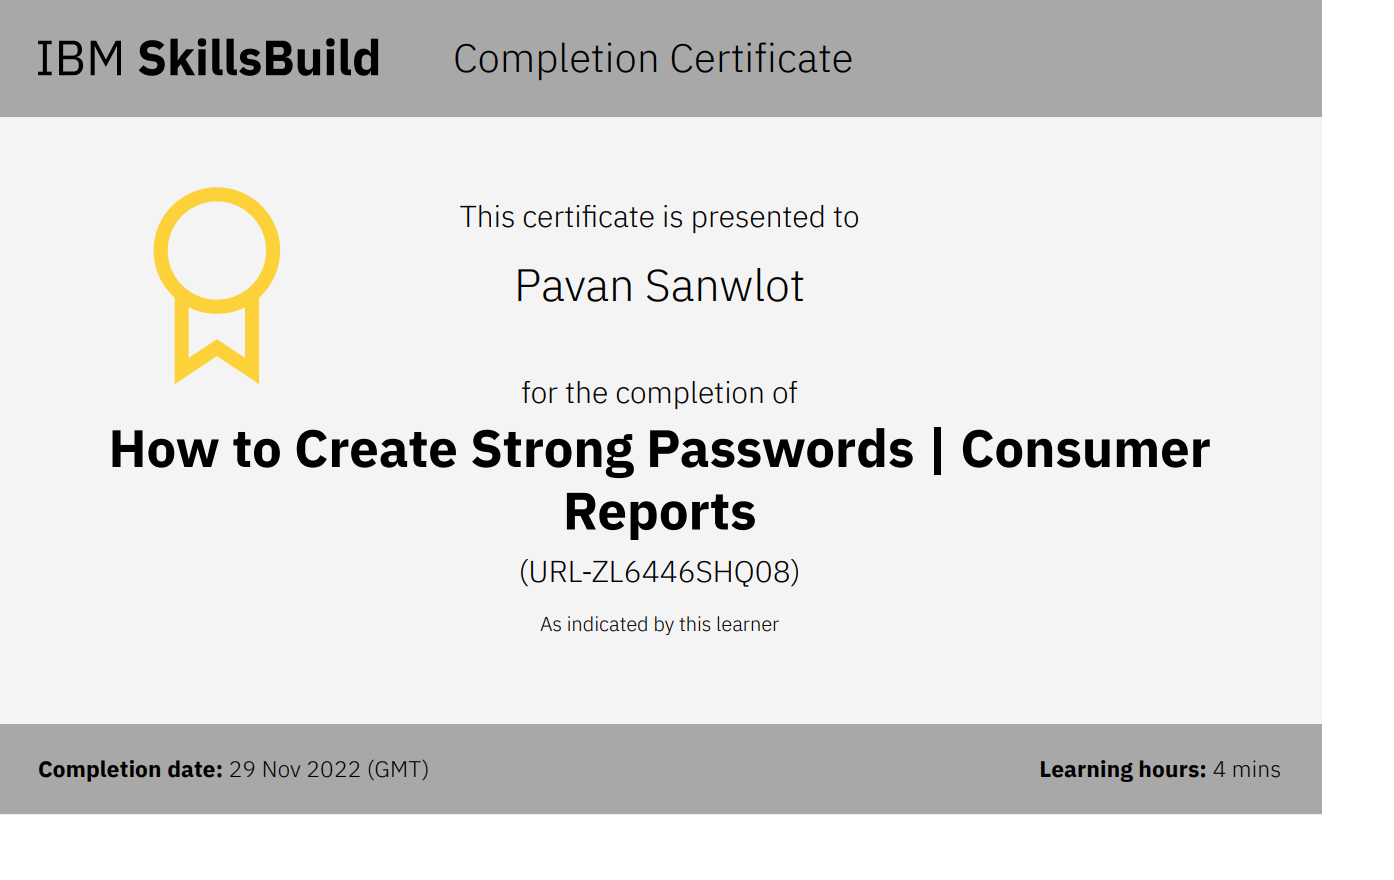 IBM SkillsBuild Completion Certificate
This certificate is presented to
Pavan Sanwlot
for the completion of
How to Create Strong Passwords | Consumer
Reports
(URL-ZL6446SHQ08)
As indicated by this learner
Completion date: 29 Nov 2022 (GMT) Learning hours: 4 mins